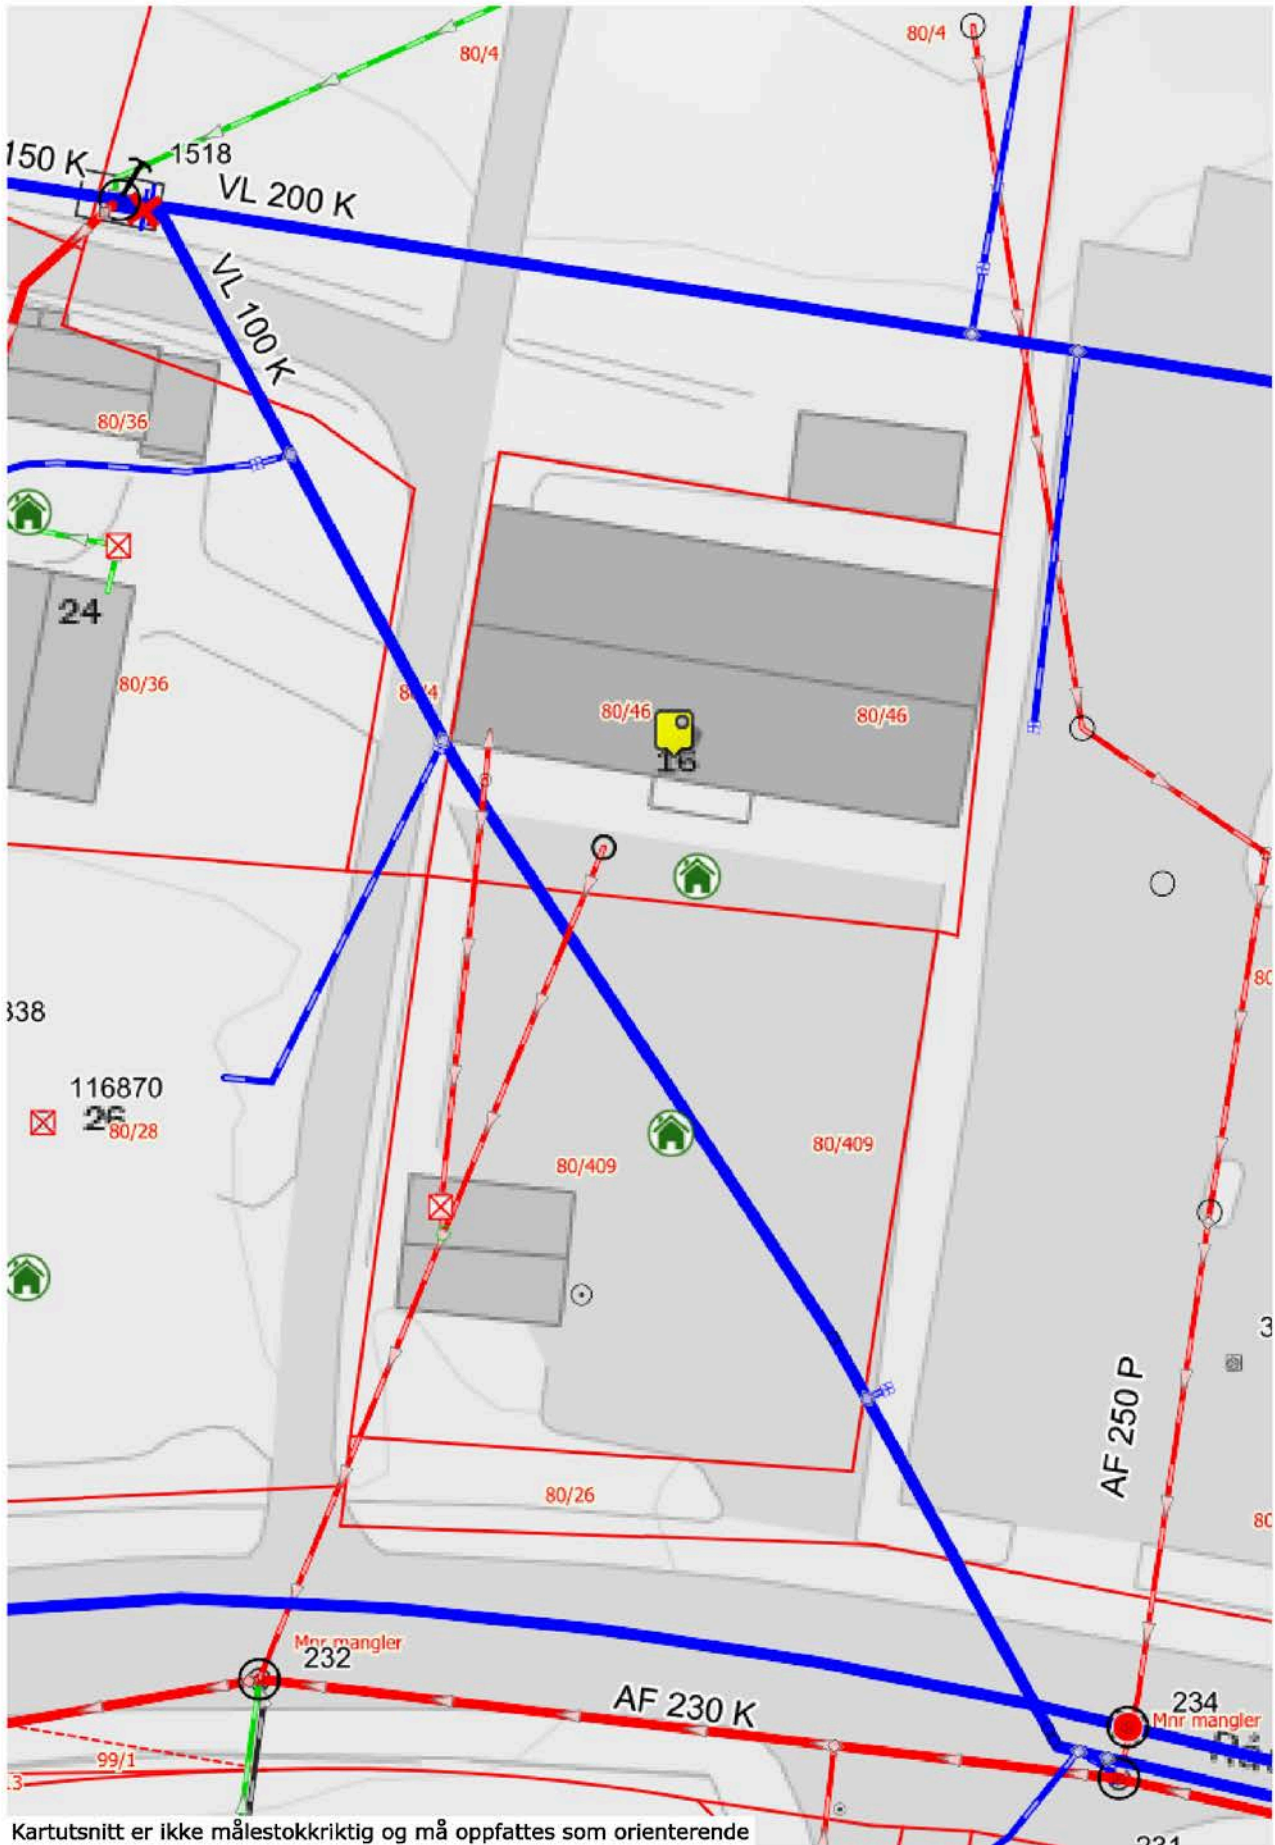 80/4
80/4
150 K
1518
VL 200 K
VL 100 K
80/36
24
80/36
80/46
80/46
16
338
116870
26
80/28
80/409
80/409
AF 250 P
80/26
Mnr mangler
232
AF 230 K
234
Mnr mangler
99/1
Kartutsnitt er ikke målestokkriktig og må oppfattes som orienterende